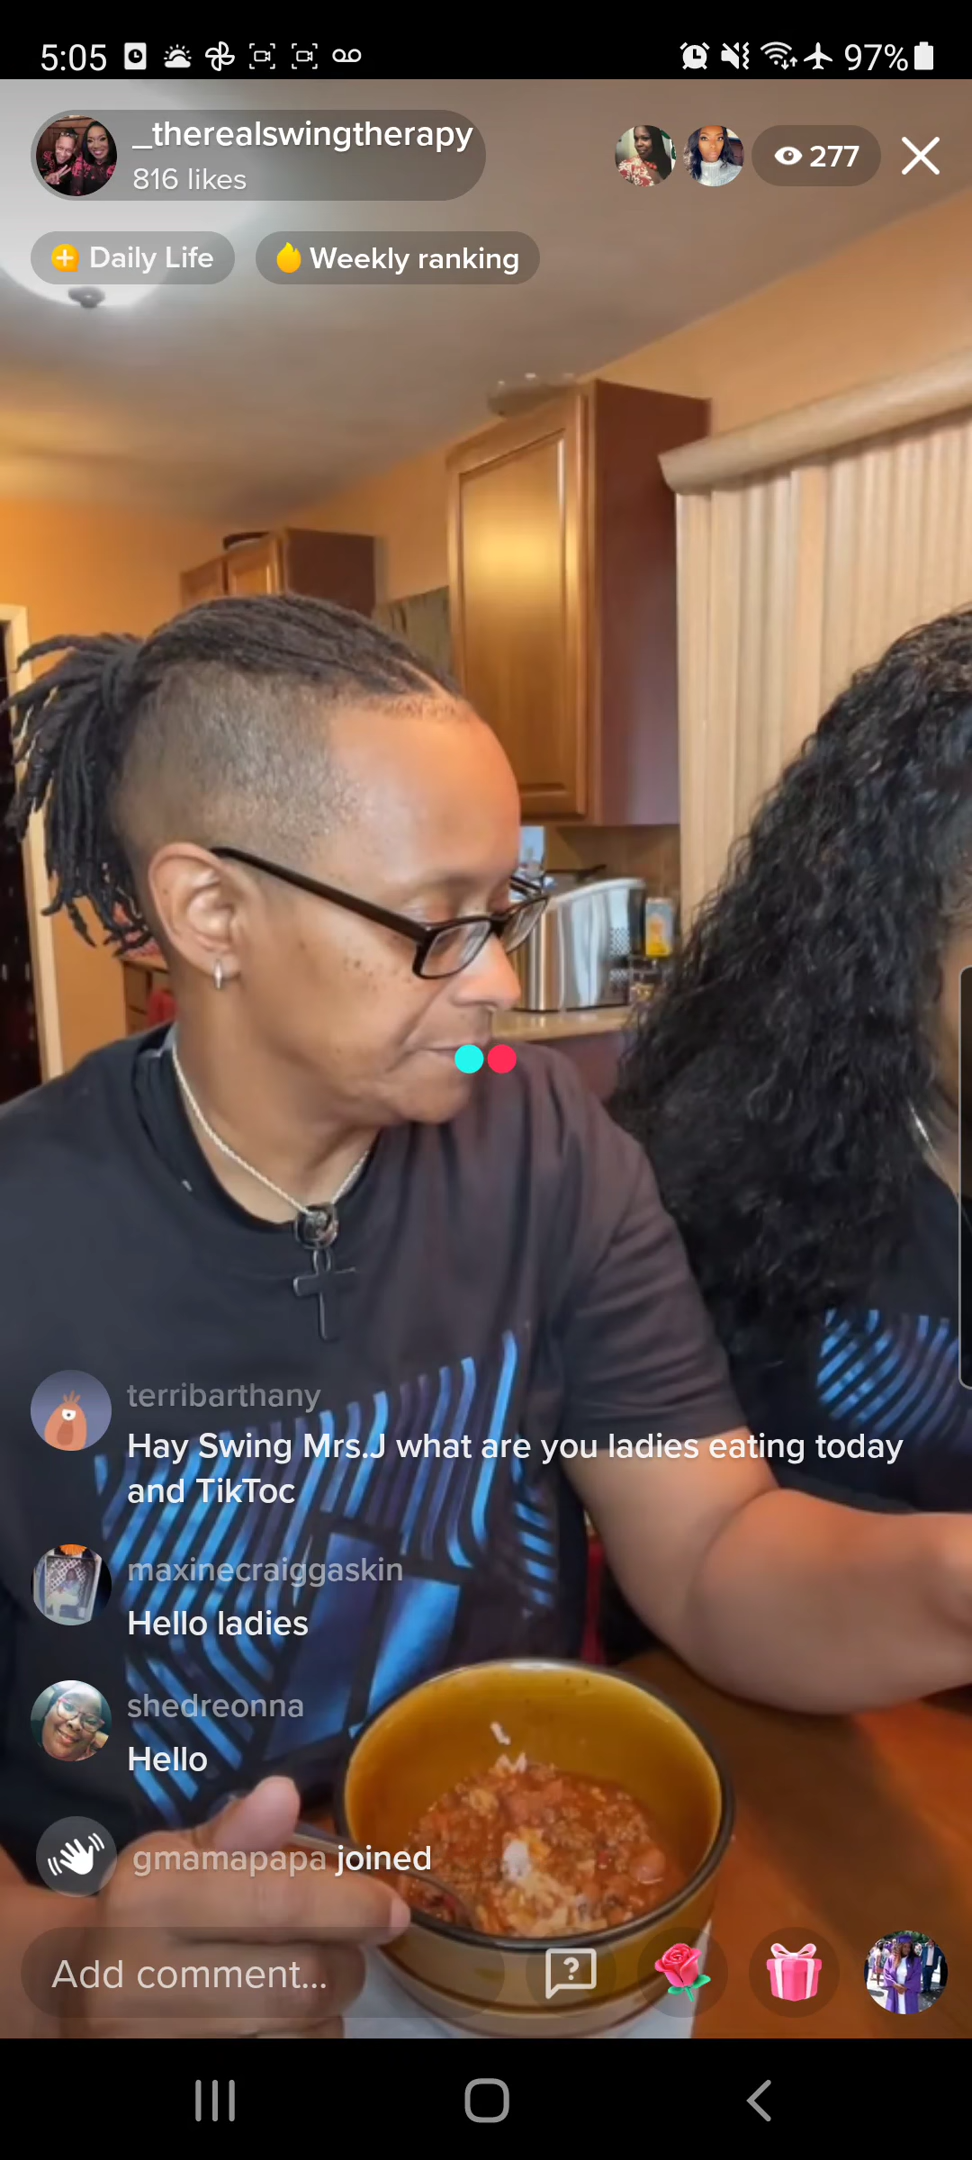 5:05
97%
_therealswingtherapy
816 likes
277
Daily Life
Weekly ranking
terribarthany
Hay Swing Mrs.J what are you ladies eating today
and TikToc
maxinecraiggaskin
Hello ladies
shedreonna
Hello
gmamapapa joined
Add comment...